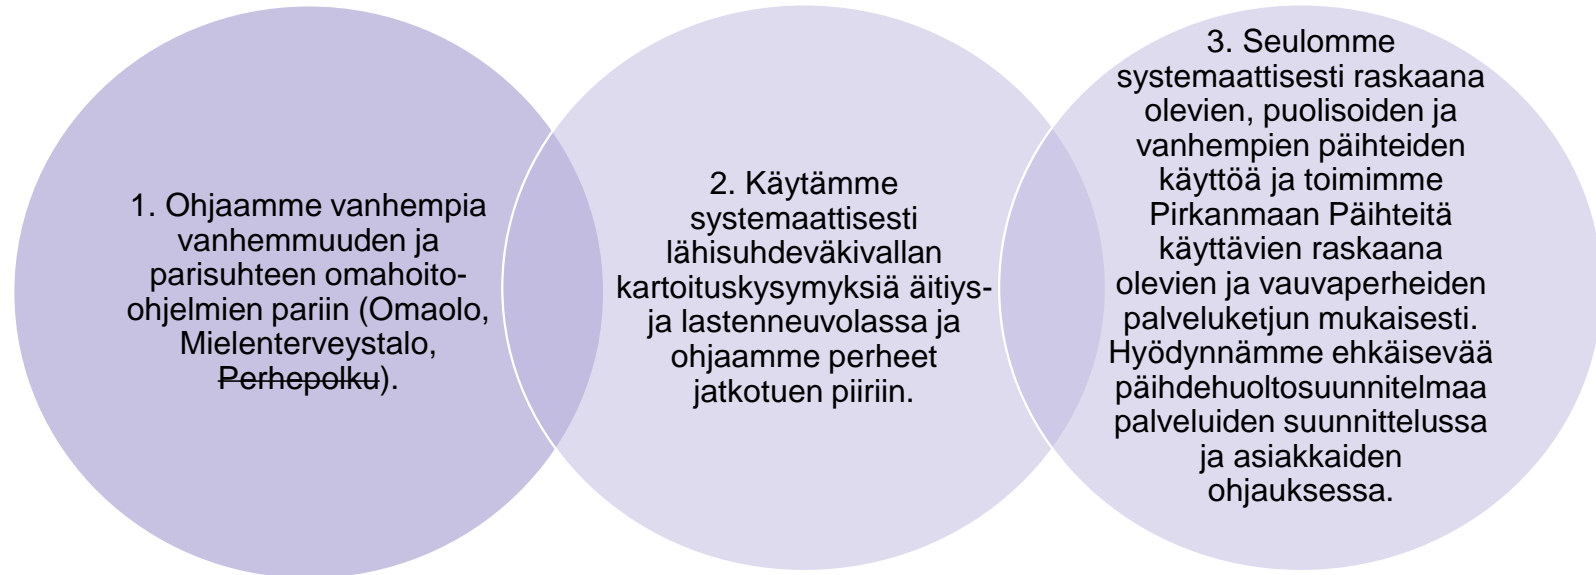 1. Ohjaamme vanhempia
vanhemmuuden ja
parisuhteen omahoito-
ohjelmien pariin (Omaolo,
Mielenterveystalo,
Perhepolku).
2. Käytämme
systemaattisesti
lähisuhdeväkivallan
kartoituskysymyksiä äitiys-
ja lastenneuvolassa ja
ohjaamme perheet
jatkotuen piiriin.
3. Seulomme
systemaattisesti raskaana
olevien, puolisoiden ja
vanhempien päihteiden
käyttöä ja toimimme
Pirkanmaan Päihteitä
käyttävien raskaana
olevien ja vauvaperheiden
palveluketjun mukaisesti.
Hyödynnämme ehkäisevää
päihdehuoltosuunnitelmaa
palveluiden suunnittelussa
ja asiakkaiden
ohjauksessa.